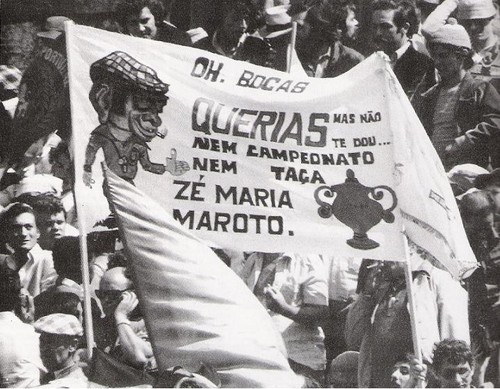 OH. BOCAS
QUERIAS MAS NÃO
TE DOU...
NEM CAMPEONATO
NEM TAÇA
ZÉ MARIA
MAROTO.